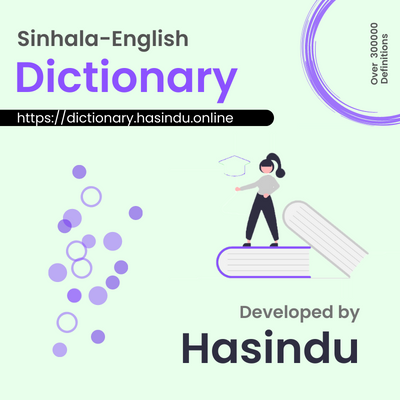 Sinhala-English
Dictionary
https://dictionary.hasindu.online
Over 300000
Definitions
Developed by
Hasindu